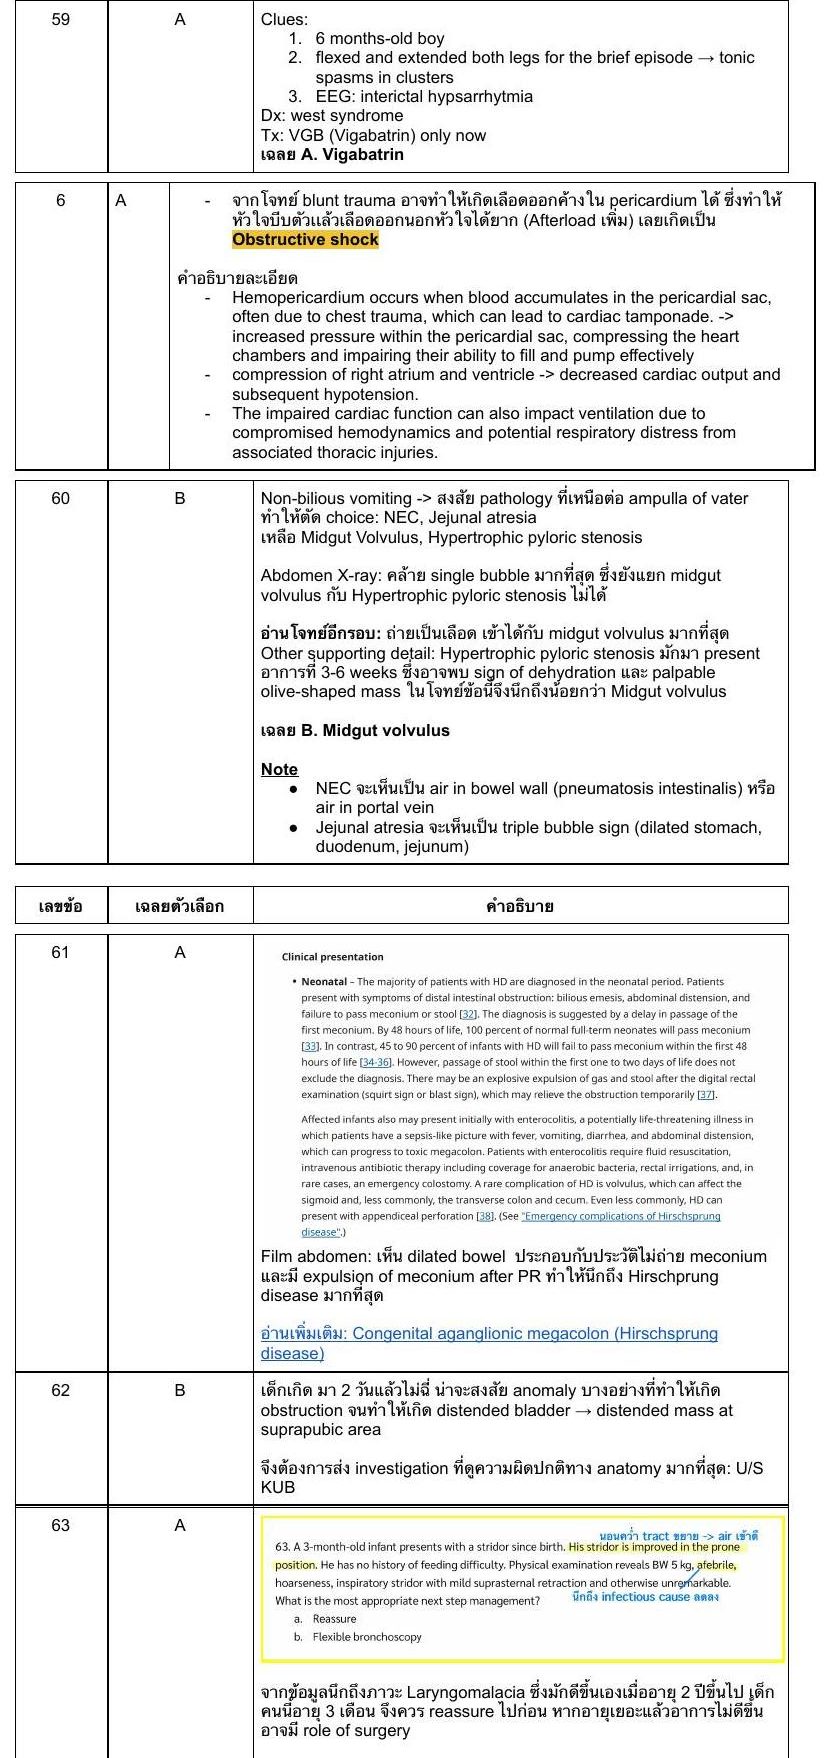 59
A
Clues:
1. 6 months-old boy
2. flexed and extended both legs for the brief episode → tonic
spasms in clusters
3. EEG: interictal hypsarrhytmia
Dx: west syndrome
Tx: VGB (Vigabatrin) only now
เฉลย A. Vigabatrin
6
A
- จากโจทย์ blunt trauma อาจทำให้เกิดเลือดออกค้างใน pericardium ได้ ซึ่งทำให้
หัวใจบีบตัวแล้วเลือดออกนอกหัวใจได้ยาก (Afterload เพิ่ม) เลยเกิดเป็น
Obstructive shock
คำอธิบายละเอียด
- Hemopericardium occurs when blood accumulates in the pericardial sac,
often due to chest trauma, which can lead to cardiac tamponade. ->
increased pressure within the pericardial sac, compressing the heart
chambers and impairing their ability to fill and pump effectively
- compression of right atrium and ventricle -> decreased cardiac output and
subsequent hypotension.
- The impaired cardiac function can also impact ventilation due to
compromised hemodynamics and potential respiratory distress from
associated thoracic injuries.
60
B
Non-bilious vomiting -> สงสัย pathology ที่เหนือต่อ ampulla of vater
ทำให้ตัด choice: NEC, Jejunal atresia
เหลือ Midgut Volvulus, Hypertrophic pyloric stenosis
Abdomen X-ray: คล้าย single bubble มากที่สุด ซึ่งยังแยก midgut
volvulus กับ Hypertrophic pyloric stenosis ไม่ได้
อ่านโจทย์อีกรอบ: ถ่ายเป็นเลือด เข้าได้กับ midgut volvulus มากที่สุด
Other supporting detail: Hypertrophic pyloric stenosis มักมา present
อาการที่ 3-6 weeks ซึ่งอาจพบ sign of dehydration และ palpable
olive-shaped mass ในโจทย์ข้อนี้จึงนึกถึงน้อยกว่า Midgut volvulus
เฉลย B. Midgut volvulus
Note
● NEC จะเห็นเป็น air in bowel wall (pneumatosis intestinalis) หรือ
air in portal vein
● Jejunal atresia จะเห็นเป็น triple bubble sign (dilated stomach,
duodenum, jejunum)
เลขข้อ เฉลยตัวเลือก คำอธิบาย
61
A
Clinical presentation
• Neonatal – The majority of patients with HD are diagnosed in the neonatal period. Patients
present with symptoms of distal intestinal obstruction: bilious emesis, abdominal distension, and
failure to pass meconium or stool [32]. The diagnosis is suggested by a delay in passage of the
first meconium. By 48 hours of life, 100 percent of normal full-term neonates will pass meconium
[33]. In contrast, 45 to 90 percent of infants with HD will fail to pass meconium within the first 48
hours of life [34-36]. However, passage of stool within the first one to two days of life does not
exclude the diagnosis. There may be an explosive expulsion of gas and stool after the digital rectal
examination (squirt sign or blast sign), which may relieve the obstruction temporarily [37].
Affected infants also may present initially with enterocolitis, a potentially life-threatening illness in
which patients have a sepsis-like picture with fever, vomiting, diarrhea, and abdominal distension,
which can progress to toxic megacolon. Patients with enterocolitis require fluid resuscitation,
intravenous antibiotic therapy including coverage for anaerobic bacteria, rectal irrigations, and, in
rare cases, an emergency colostomy. A rare complication of HD is volvulus, which can affect the
sigmoid and, less commonly, the transverse colon and cecum. Even less commonly, HD can
present with appendiceal perforation [38]. (See "Emergency complications of Hirschsprung
disease".)
Film abdomen: เห็น dilated bowel ประกอบกับประวัติไม่ถ่าย meconium
และมี expulsion of meconium after PR ทำให้นึกถึง Hirschprung
disease มากที่สุด
อ่านเพิ่มเติม: Congenital aganglionic megacolon (Hirschsprung
disease)
62
B
เด็กเกิด มา 2 วันแล้วไม่ฉี่ น่าจะสงสัย anomaly บางอย่างที่ทำให้เกิด
obstruction จนทำให้เกิด distended bladder → distended mass at
suprapubic area
จึงต้องการส่ง investigation ที่ดูความผิดปกติทาง anatomy มากที่สุด: U/S
KUB
63
A
นอนคว่ำ tract ขยาย -> air เข้าดี
63. A 3-month-old infant presents with a stridor since birth. His stridor is improved in the prone
position. He has no history of feeding difficulty. Physical examination reveals BW 5 kg, afebrile,
hoarseness, inspiratory stridor with mild suprasternal retraction and otherwise unremarkable.
What is the most appropriate next step management?
นึกถึง infectious cause ลดลง
a. Reassure
b. Flexible bronchoscopy
จากข้อมูลนึกถึงภาวะ Laryngomalacia ซึ่งมักดีขึ้นเองเมื่ออายุ 2 ปีขึ้นไป เด็ก
คนนี้อายุ 3 เดือน จึงควร reassure ไปก่อน หากอายุเยอะแล้วอาการไม่ดีขึ้น
อาจมี role of surgery